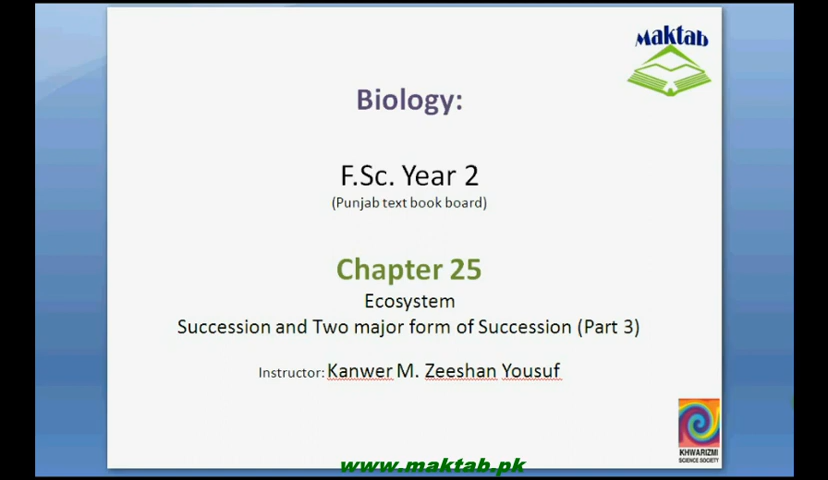 Maktab
Biology:
F.Sc. Year 2
(Punjab text book board)
Chapter 25
Ecosystem
Succession and Two major form of Succession (Part 3)
Instructor: Kanwer M. Zeeshan Yousuf
KHWARIZMI
SCIENCE SOCIETY
www.maktab.pk